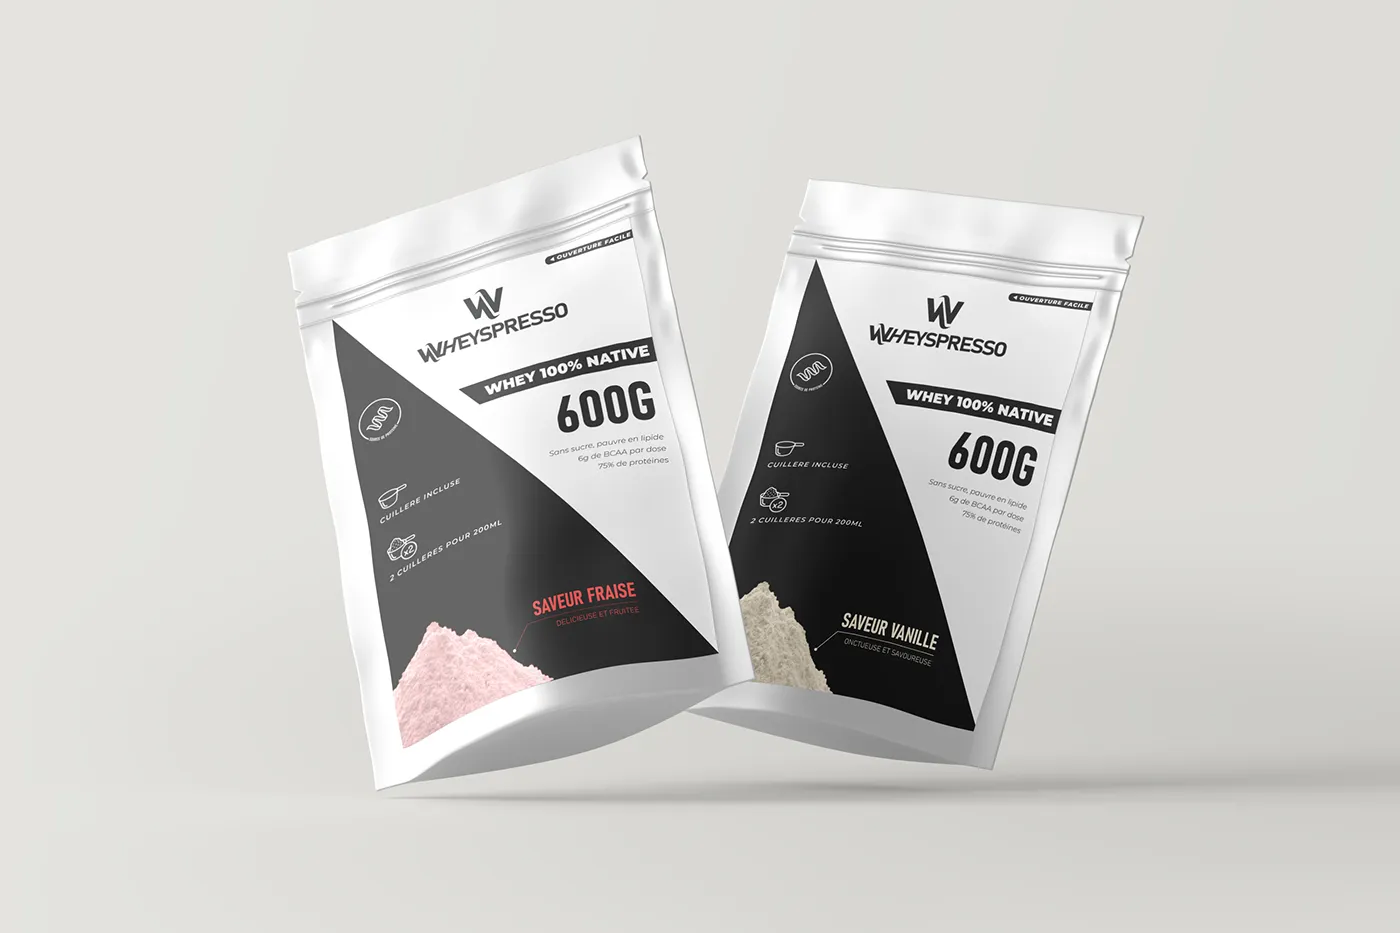 OUVERTURE FACILE
WHEYSPRESSO
WHEY 100% NATIVE
600G
Sans sucre, pauvre en lipide
6g de BCAA par dose
75% de protéines
CUILLERE INCLUSE
x2
2 CUILLERES POUR 200ML
SAVEUR FRAISE
DELICIEUSE ET FRUITEE
OUVERTURE FACILE
WHEYSPRESSO
WHEY 100% NATIVE
600G
Sans sucre, pauvre en lipide
6g de BCAA par dose
75% de protéines
CUILLERE INCLUSE
x2
2 CUILLERES POUR 200ML
SAVEUR VANILLE
ONCTUEUSE ET SAVOUREUSE